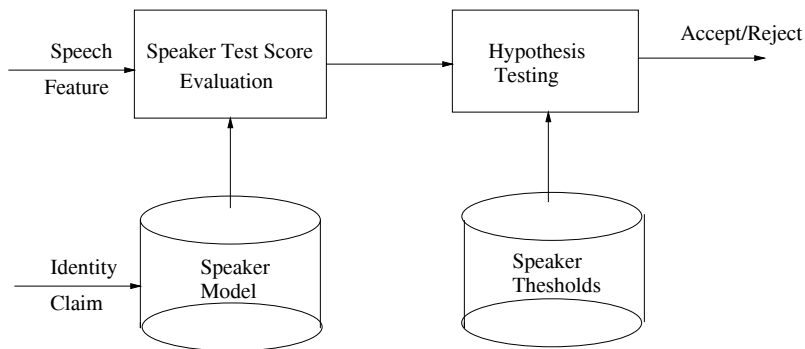 Speech
Feature
Speaker Test Score
Evaluation
Hypothesis
Testing
Accept/Reject
Identity
Claim
Speaker
Model
Speaker
Thesholds